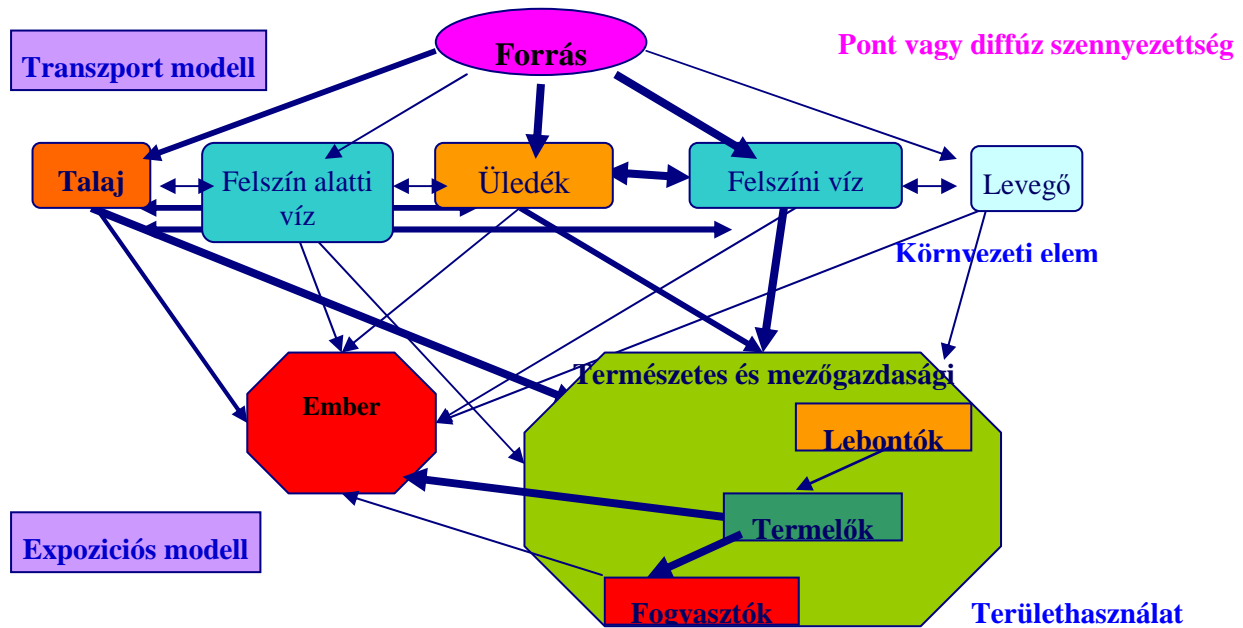 Forrás
Pont vagy diffúz szennyezettség
Transzport modell
Talaj
Felszín alatti
víz
Üledék
Felszíni víz
Levegő
Környezeti elem
Természetes és mezőgazdasági
Ember
Lebontók
Termelők
Expoziciós modell
Fogyasztók
Területhasználat